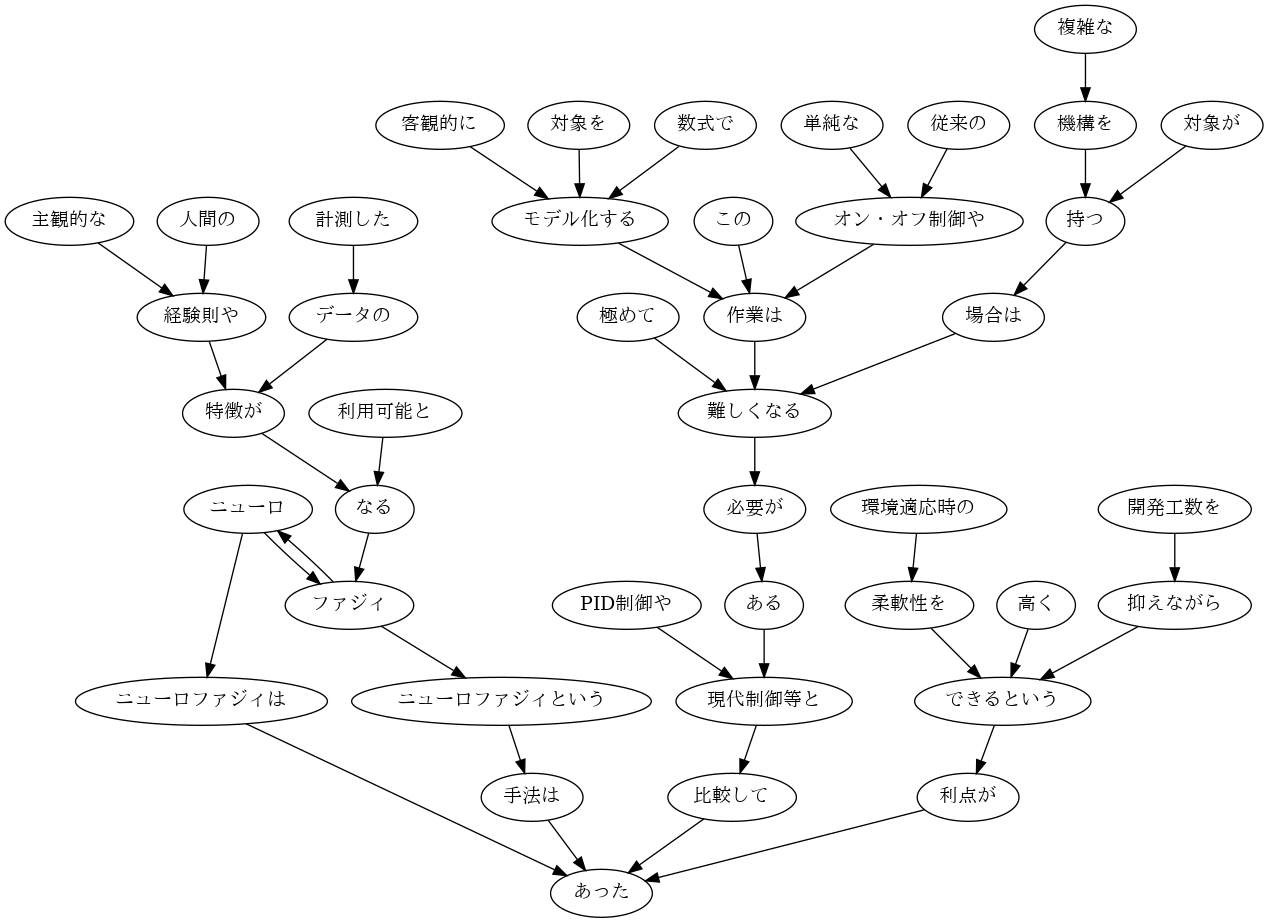 複雑な
客観的に
対象を
数式で
単純な
従来の
機構を
対象が
主観的な
人間の
計測した
モデル化する
この
オン・オフ制御や
持つ
経験則や
データの
極めて
作業は
場合は
特徴が
利用可能と
難しくなる
ニューロ
なる
必要が
環境適応時の
開発工数を
ファジィ
PID制御や
ある
柔軟性を
高く
抑えながら
ニューロファジィは
ニューロファジィという
現代制御等と
できるという
手法は
比較して
利点が
あった